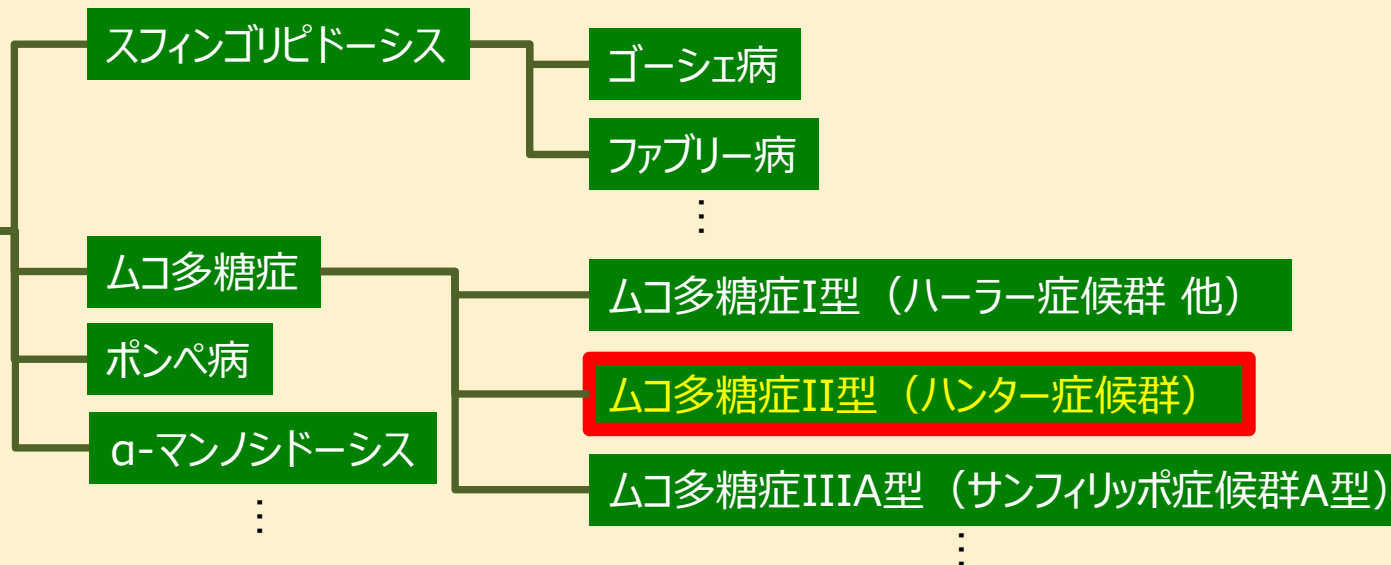 スフィンゴリピドーシス
ゴーシェ病
ファブリー病
⋮
ムコ多糖症
ムコ多糖症I型（ハーラー症候群 他）
ポンペ病
ムコ多糖症II型（ハンター症候群）
α-マンノシドーシス
ムコ多糖症IIIA型（サンフィリッポ症候群A型）
⋮
⋮